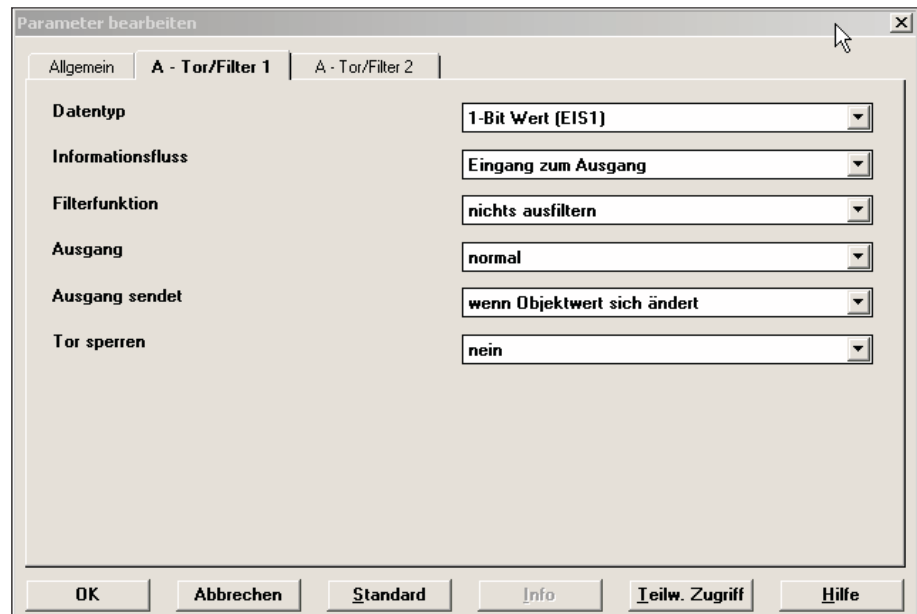 Parameter bearbeiten
Allgemein A - Tor/Filter 1 A - Tor/Filter 2
Datentyp 1-Bit Wert (EIS1)
Informationsfluss Eingang zum Ausgang
Filterfunktion nichts ausfiltern
Ausgang normal
Ausgang sendet wenn Objektwert sich ändert
Tor sperren nein
OK Abbrechen Standard Info Teilw. Zugriff Hilfe